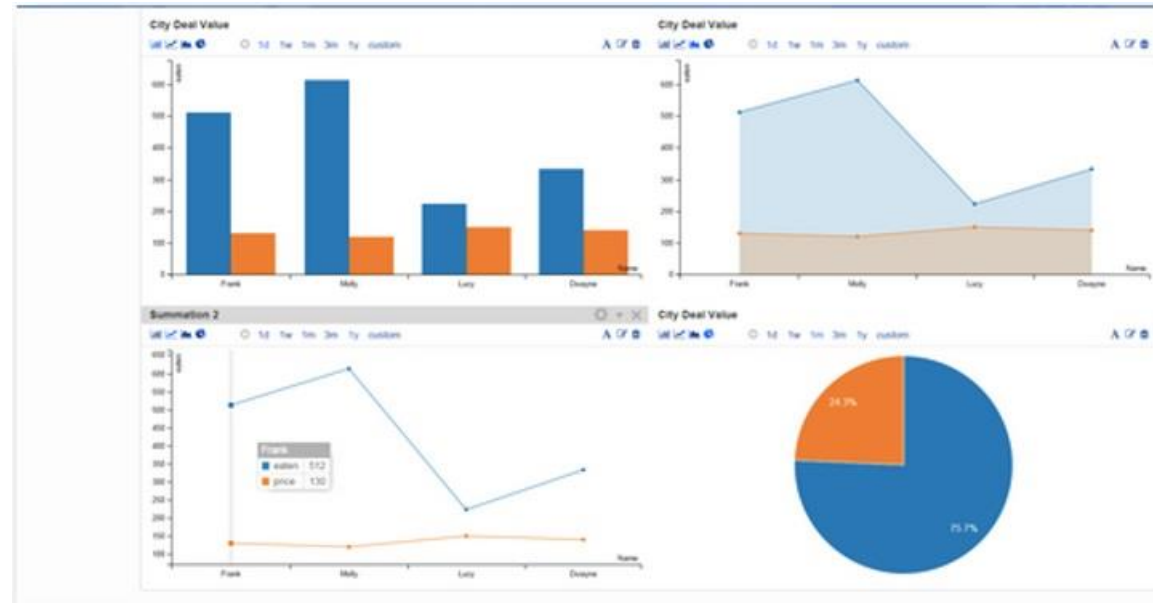 City Deal Value
1d 1w 1m 3m 1y custom
A
eaten
600
500
400
300
200
100
0
Name
Frank Molly Lucy Dwayne
City Deal Value
1d 1w 1m 3m 1y custom
A
eaten
600
500
400
300
200
100
0
Name
Frank Molly Lucy Dwayne
Summation 2
1d 1w 1m 3m 1y custom
A
eaten
650
600
550
500
450
400
350
300
250
200
150
100
Frank
eaten 512
price 130
Name
Frank Molly Lucy Dwayne
City Deal Value
1d 1w 1m 3m 1y custom
A
24.3%
75.7%